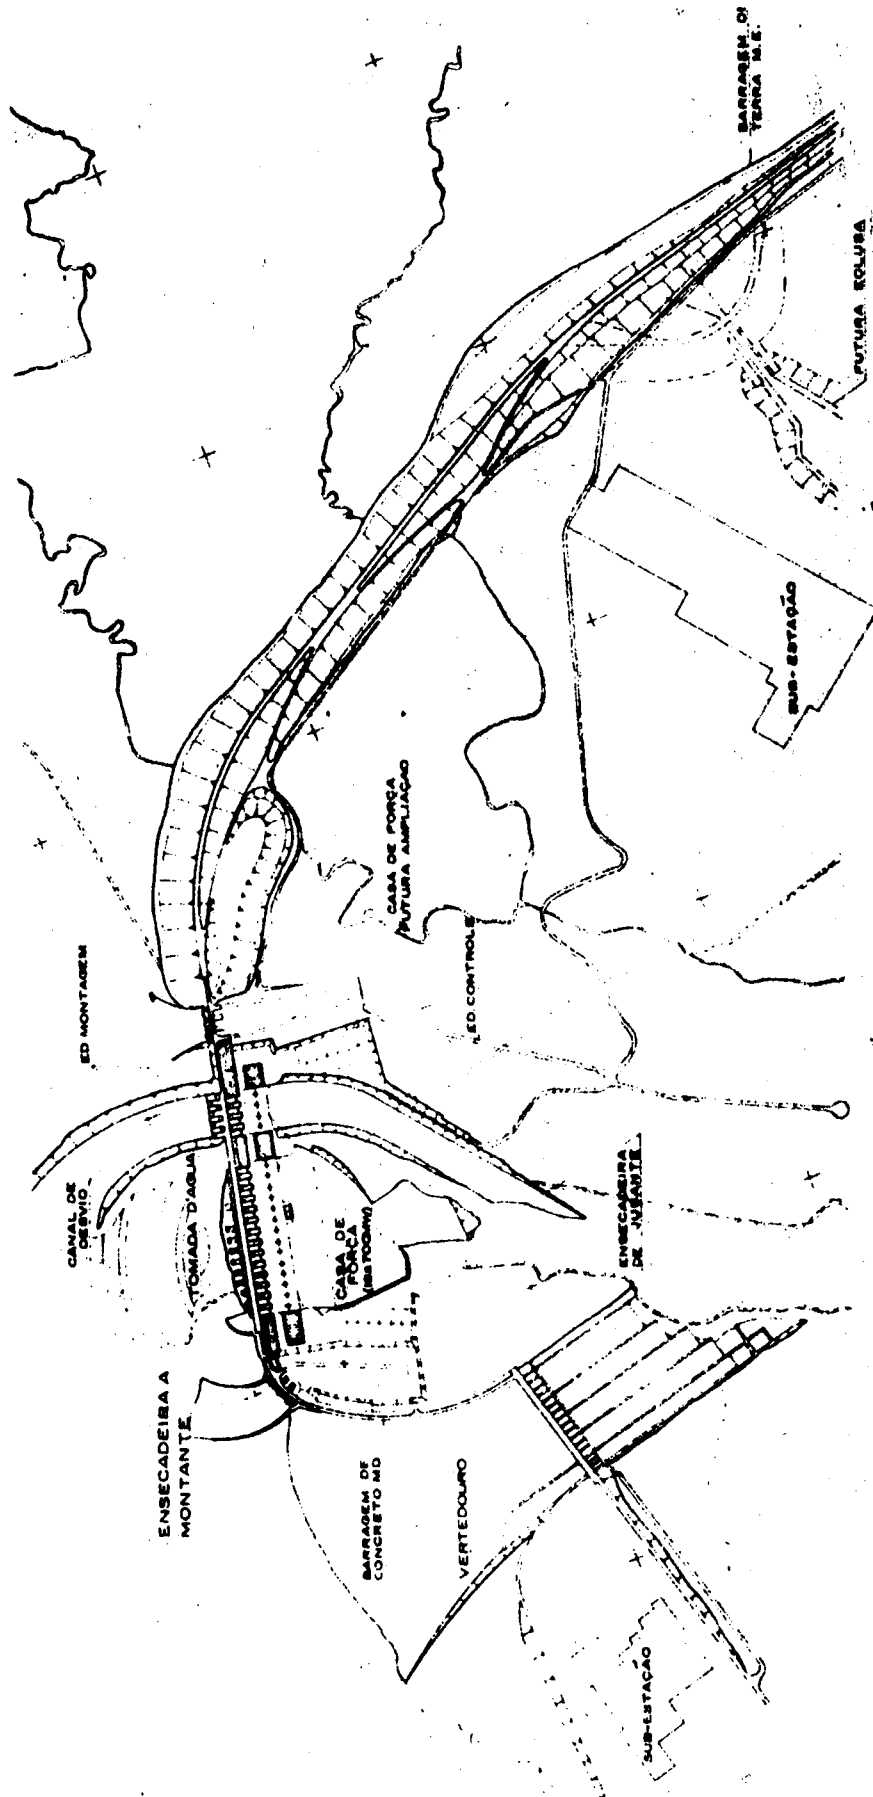 BARRAGEM DE
TERRA M.E.
FUTURA ECLUSA
SUB-ESTAÇÃO
CASA DE FORÇA
FUTURA AMPLIAÇÃO
ED. CONTROLE
ED MONTAGEM
CANAL DE
DESVIO
TOMADA D'AGUA
CASA DE
FORÇA
ENSECADEIRA
DE JUSANTE
ENSECADEIRA A
MONTANTE
BARRAGEM DE
CONCRETO MD
VERTEDOURO
SUB-ESTAÇÃO